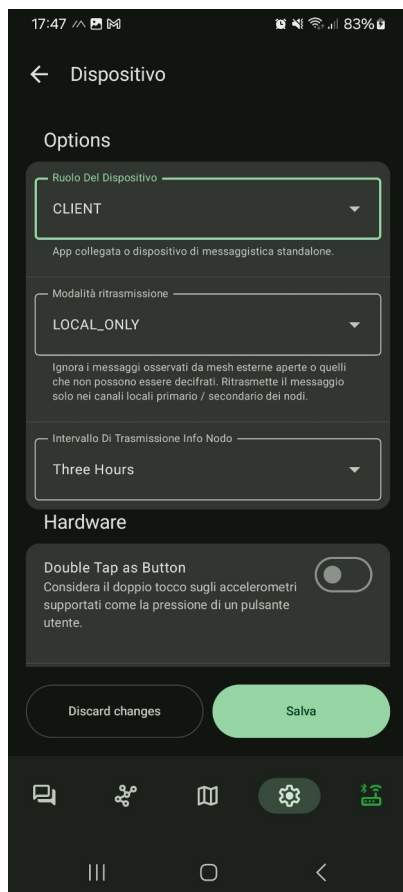 17:47
83%
Dispositivo
Options
Ruolo Del Dispositivo
CLIENT
App collegata o dispositivo di messaggistica standalone.
Modalità ritrasmissione
LOCAL_ONLY
Ignora i messaggi osservati da mesh esterne aperte o quelli
che non possono essere decifrati. Ritrasmette il messaggio
solo nei canali locali primario / secondario dei nodi.
Intervallo Di Trasmissione Info Nodo
Three Hours
Hardware
Double Tap as Button
Considera il doppio tocco sugli accelerometri
supportati come la pressione di un pulsante
utente.
Discard changes
Salva